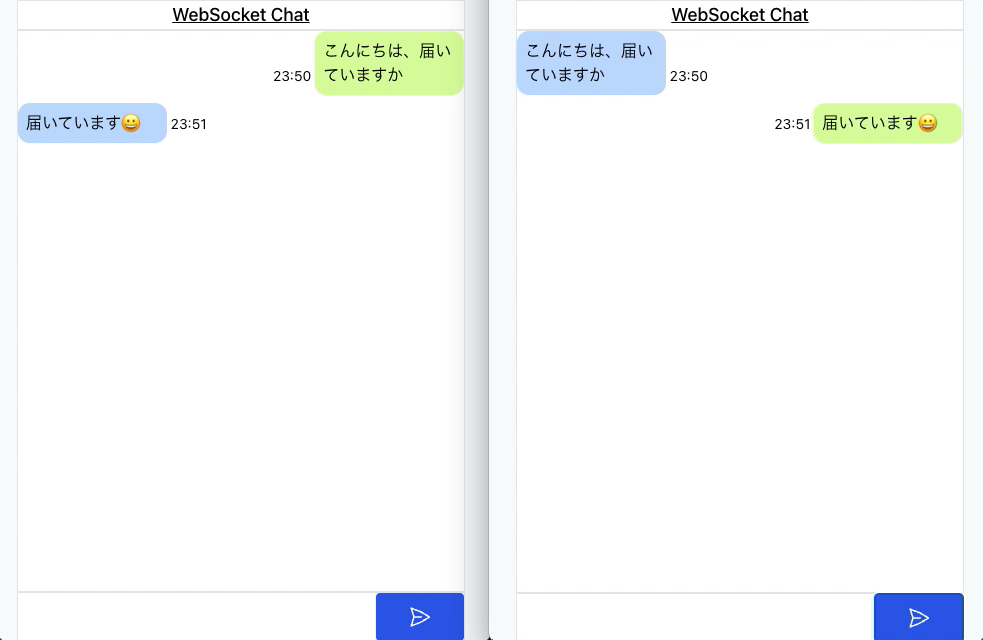 WebSocket Chat
こんにちは、届い
ていますか
23:50
届いています😀
23:51
WebSocket Chat
こんにちは、届い
ていますか
23:50
23:51
届いています😀